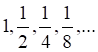 1, 1/2, 1/4, 1/8, ...